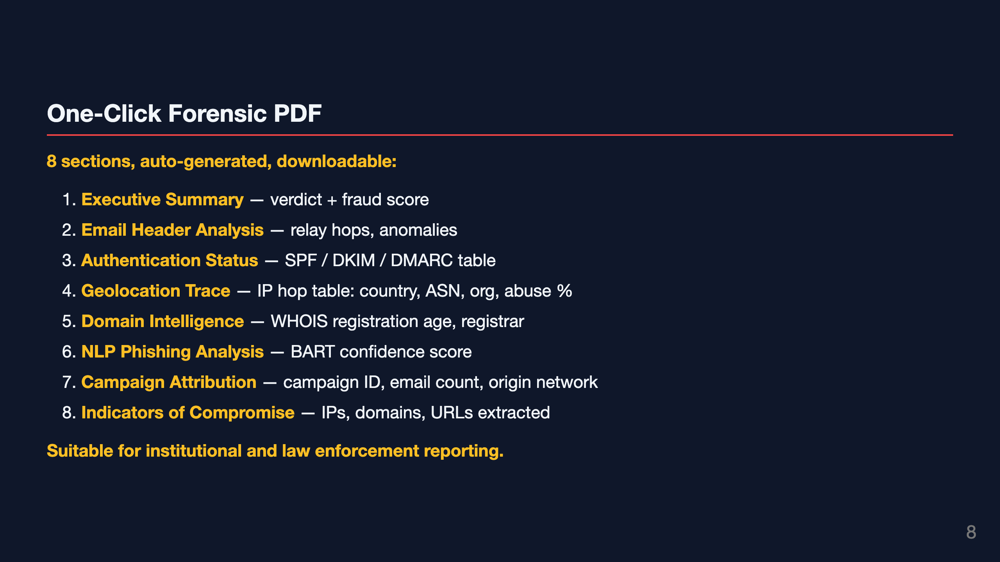 One-Click Forensic PDF
8 sections, auto-generated, downloadable:
1. Executive Summary — verdict + fraud score
2. Email Header Analysis — relay hops, anomalies
3. Authentication Status — SPF / DKIM / DMARC table
4. Geolocation Trace — IP hop table: country, ASN, org, abuse %
5. Domain Intelligence — WHOIS registration age, registrar
6. NLP Phishing Analysis — BART confidence score
7. Campaign Attribution — campaign ID, email count, origin network
8. Indicators of Compromise — IPs, domains, URLs extracted
Suitable for institutional and law enforcement reporting.
8